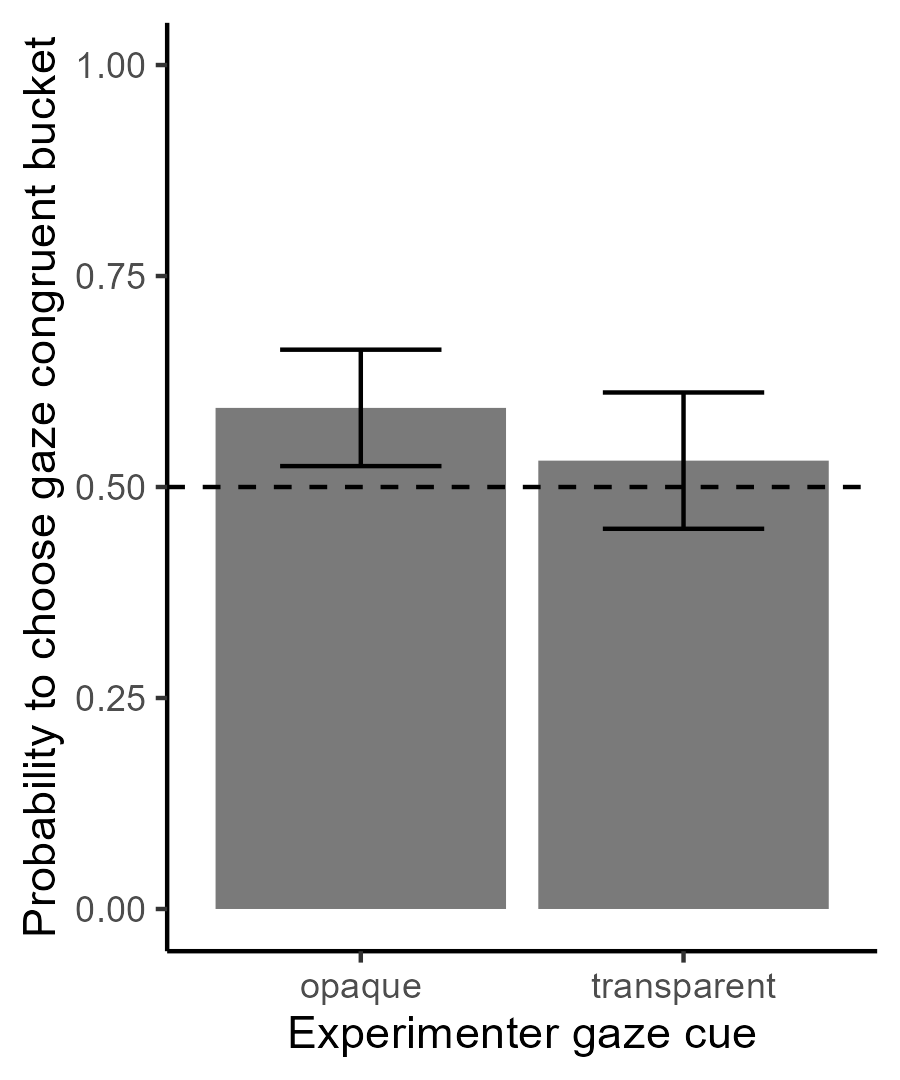 Probability to choose gaze congruent bucket
1.00
0.75
0.50
0.25
0.00
opaque transparent
Experimenter gaze cue